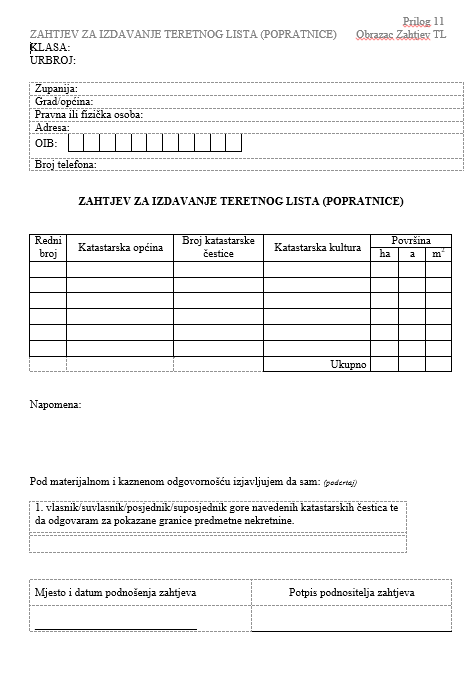 Prilog 11
ZAHTJEV ZA IZDAVANJE TERETNOG LISTA (POPRATNICE) Obrazac Zahtjev TL
KLASA:
URBROJ:
Zupanija:
Grad/općina:
Pravna ili fizička osoba:
Adresa:
OIB:
Broj telefona:
ZAHTJEV ZA IZDAVANJE TERETNOG LISTA (POPRATNICE)
Redni broj Katastarska općina Broj katastarske čestice Katastarska kultura Površina
ha a m²
Ukupno
Napomena:
Pod materijalnom i kaznenom odgovornošću izjavljujem da sam: (podcrtaj)
1. vlasnik/suvlasnik/posjednik/suposjednik gore navedenih katastarskih čestica te
da odgovaram za pokazane granice predmetne nekretnine.
Mjesto i datum podnošenja zahtjeva Potpis podnositelja zahtjeva